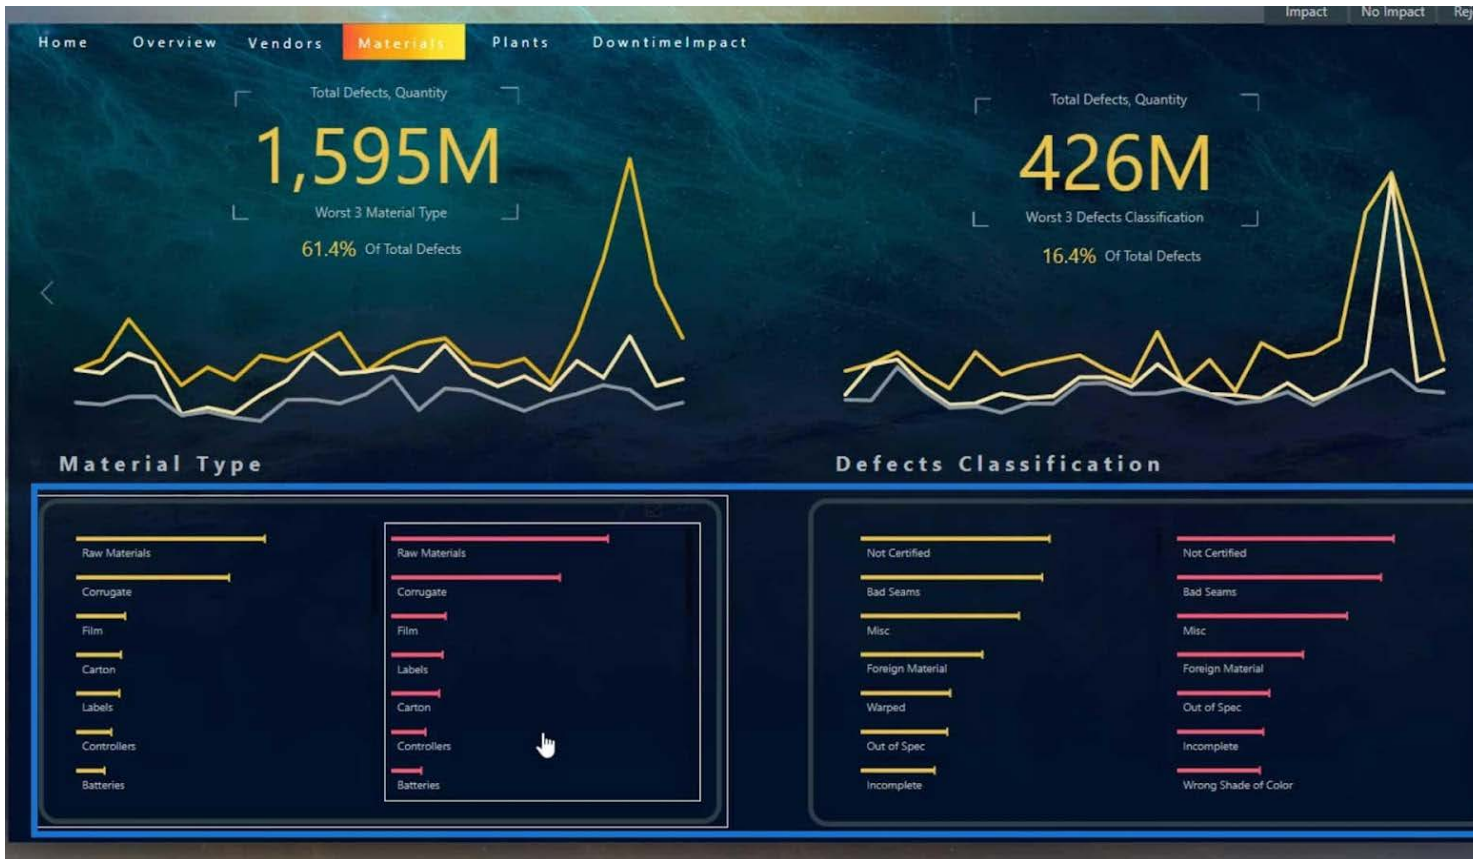 Impact No Impact
Home Overview Vendors Materials Plants DowntimeImpact
Total Defects, Quantity
1,595M
Worst 3 Material Type
61.4% Of Total Defects
Total Defects, Quantity
426M
Worst 3 Defects Classification
16.4% Of Total Defects
Material Type
Raw Materials
Corrugate
Film
Carton
Labels
Controllers
Batteries
Raw Materials
Corrugate
Film
Labels
Carton
Controllers
Batteries
Defects Classification
Not Certified
Bad Seams
Misc
Foreign Material
Warped
Out of Spec
Incomplete
Not Certified
Bad Seams
Misc
Foreign Material
Out of Spec
Incomplete
Wrong Shade of Color